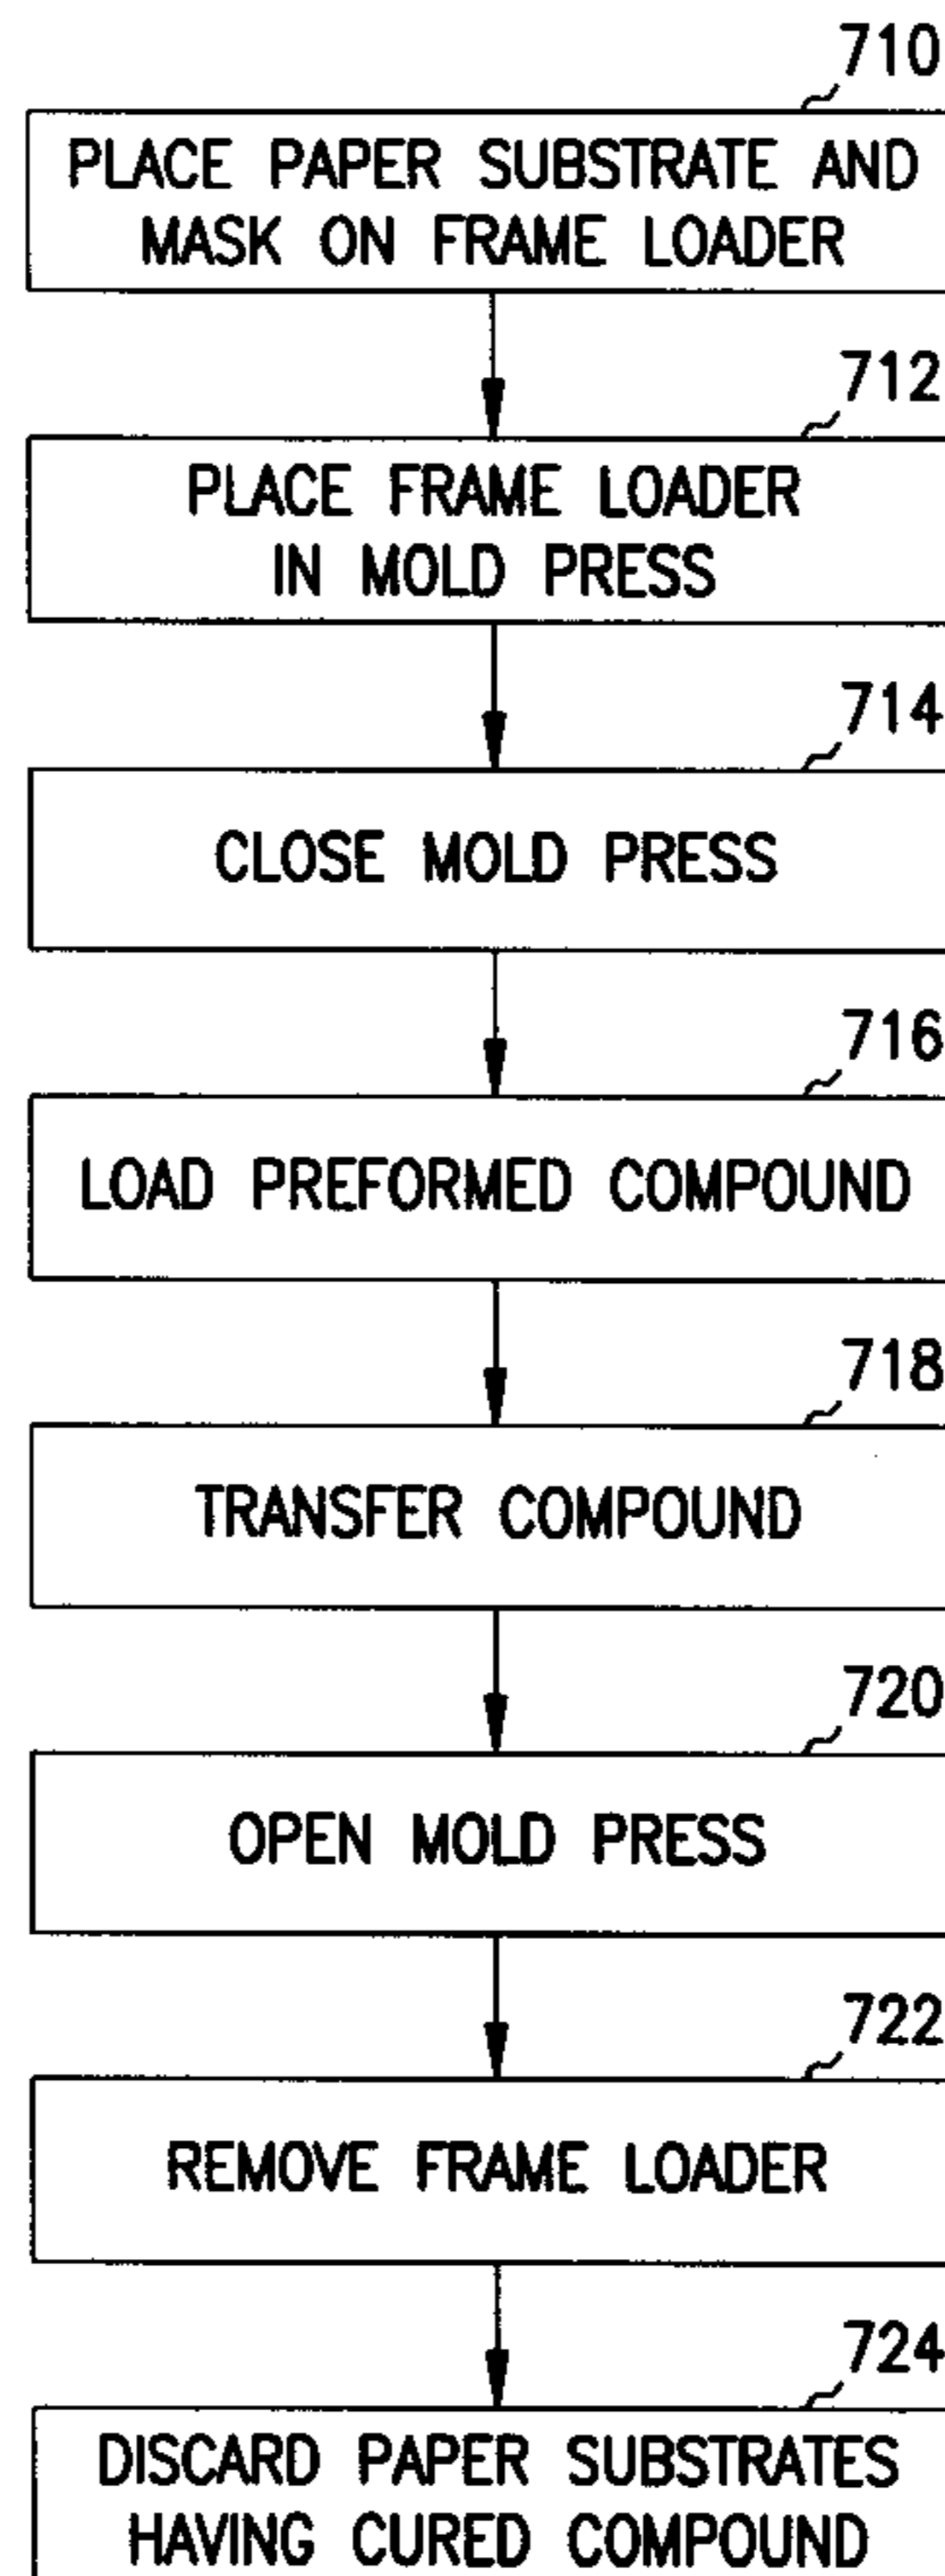 710
PLACE PAPER SUBSTRATE AND
MASK ON FRAME LOADER
712
PLACE FRAME LOADER
IN MOLD PRESS
714
CLOSE MOLD PRESS
716
LOAD PREFORMED COMPOUND
718
TRANSFER COMPOUND
720
OPEN MOLD PRESS
722
REMOVE FRAME LOADER
724
DISCARD PAPER SUBSTRATES
HAVING CURED COMPOUND